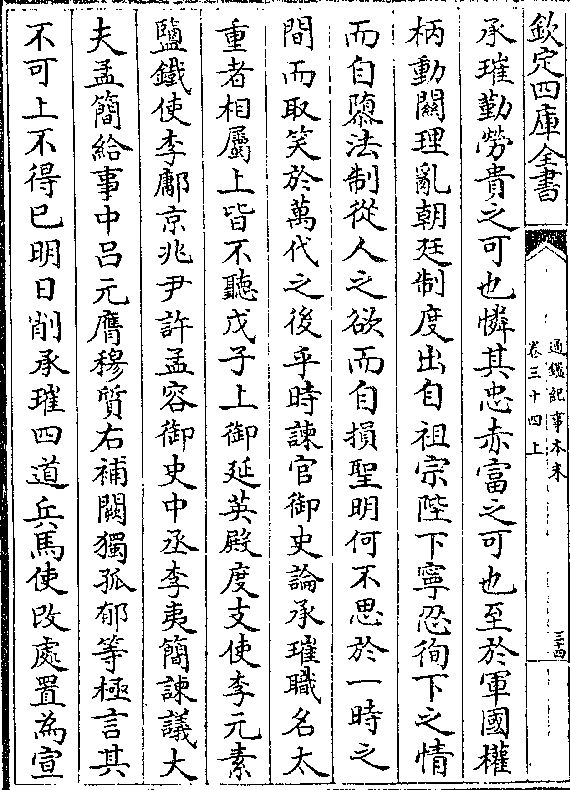 欽定四庫全書
通鑑紀事本末
卷三十四上
三十四
承璀勤勞貴之可也憐其忠赤富之可也至於軍國權
柄動關理亂朝廷制度出自祖宗陛下寧忍徇下之情
而自隳法制從人之欲而自損聖明何不思於一時之
間而取笑於萬代之後乎時諫官御史論承璀職名太
重者相屬上皆不聽戊子上御延英殿度支使李元素
鹽鐵使李鄘京兆尹許孟容御史中丞李夷簡諫議大
夫孟簡給事中吕元膺穆質右補闕獨孤郁等極言其
不可上不得已明日削承璀四道兵馬使改處置為宣